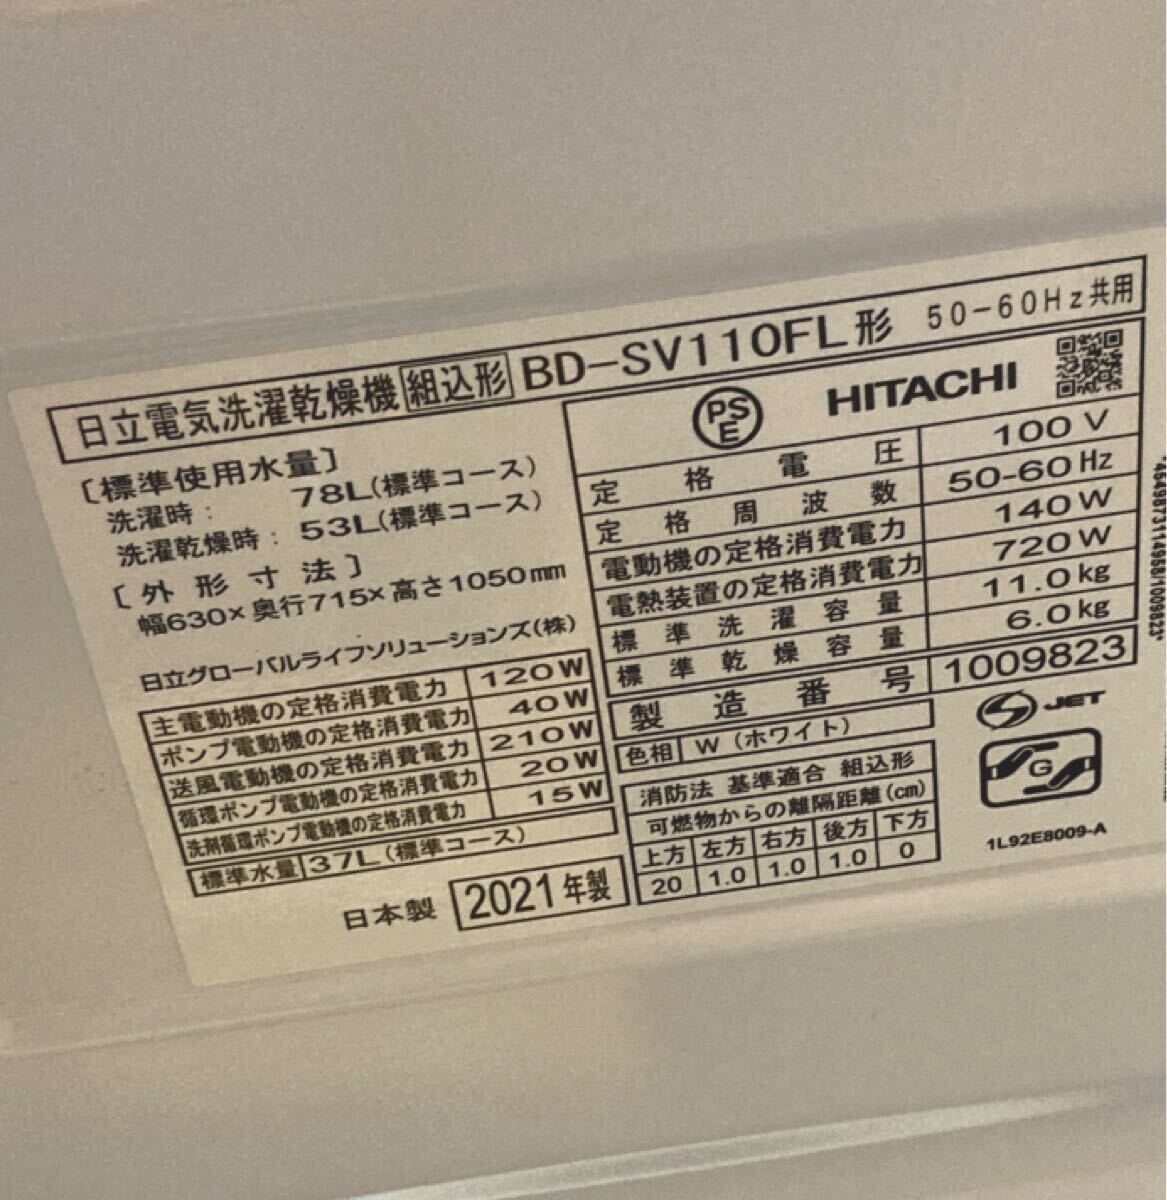 日立電気洗濯乾燥機 組込形 BD-SV110FL形 50-60Hz共用
[標準使用水量]
洗濯時: 78L(標準コース)
洗濯乾燥時: 53L(標準コース)
[外形寸法]
幅630×奥行715×高さ1050mm
日立グローバルライフソリューションズ(株)
主電動機の定格消費電力 120W
ポンプ電動機の定格消費電力 40W
送風電動機の定格消費電力 210W
循環ポンプ電動機の定格消費電力 20W
洗剤循環ポンプ電動機の定格消費電力 15W
標準水量 37L(標準コース)
日本製 2021年製
PSE HITACHI
定格電圧 100V
定格周波数 50-60Hz
電動機の定格消費電力 140W
電熱装置の定格消費電力 720W
標準洗濯容量 11.0kg
標準乾燥容量 6.0kg
製造番号 1009823
色相 W (ホワイト)
消防法 基準適合 組込形
可燃物からの離隔距離(cm)
上方 左方 右方 後方 下方
20 1.0 1.0 1.0 0
JET
G
1L92E8009-A